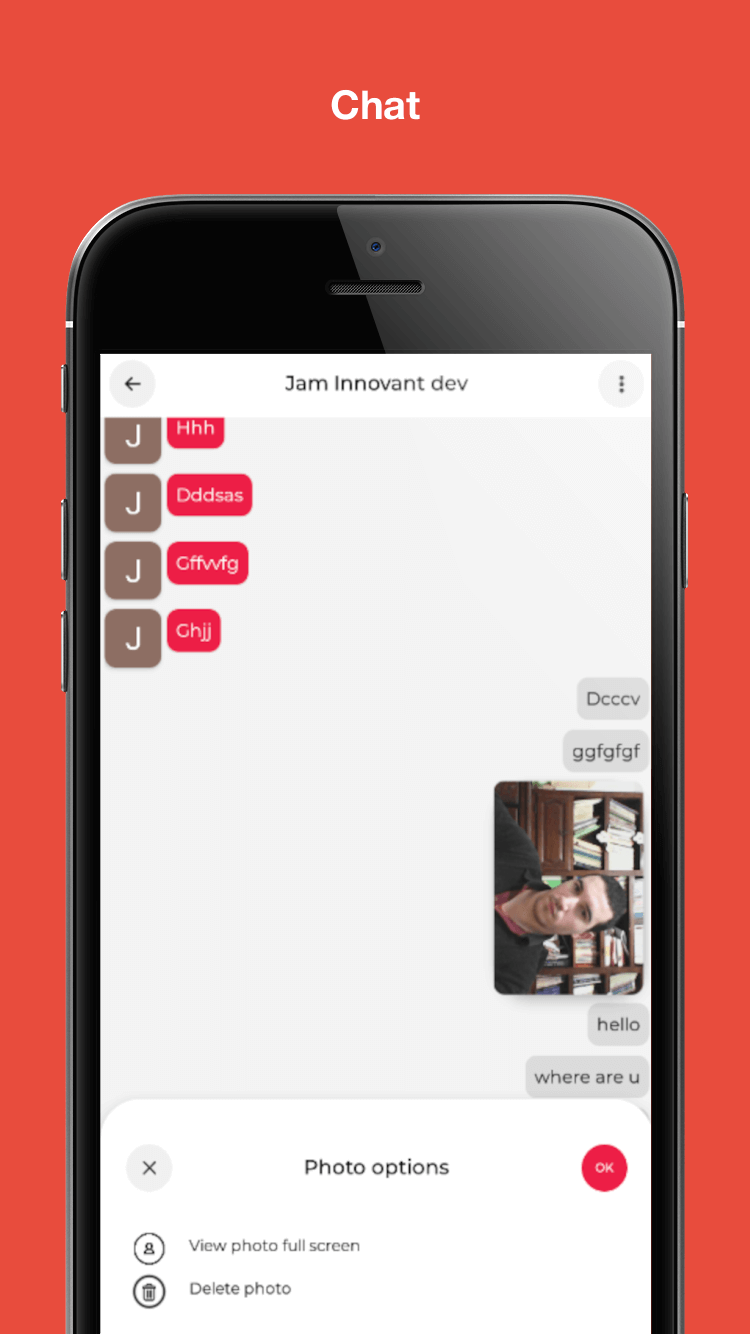 Chat
Jam Innovant dev
J
Hhh
J
Dddsas
J
Gffvvfg
J
Ghjj
Dcccv
ggfgfgf
hello
where are u
Photo options
OK
View photo full screen
Delete photo